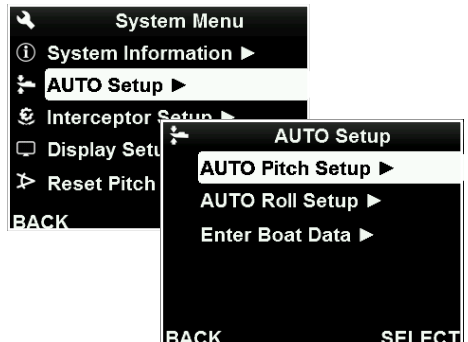 System Menu
System Information ►
AUTO Setup ►
Interceptor Setup ►
Display Setu
Reset Pitch
BACK
AUTO Setup
AUTO Pitch Setup ►
AUTO Roll Setup ►
Enter Boat Data ►
BACK SELECT